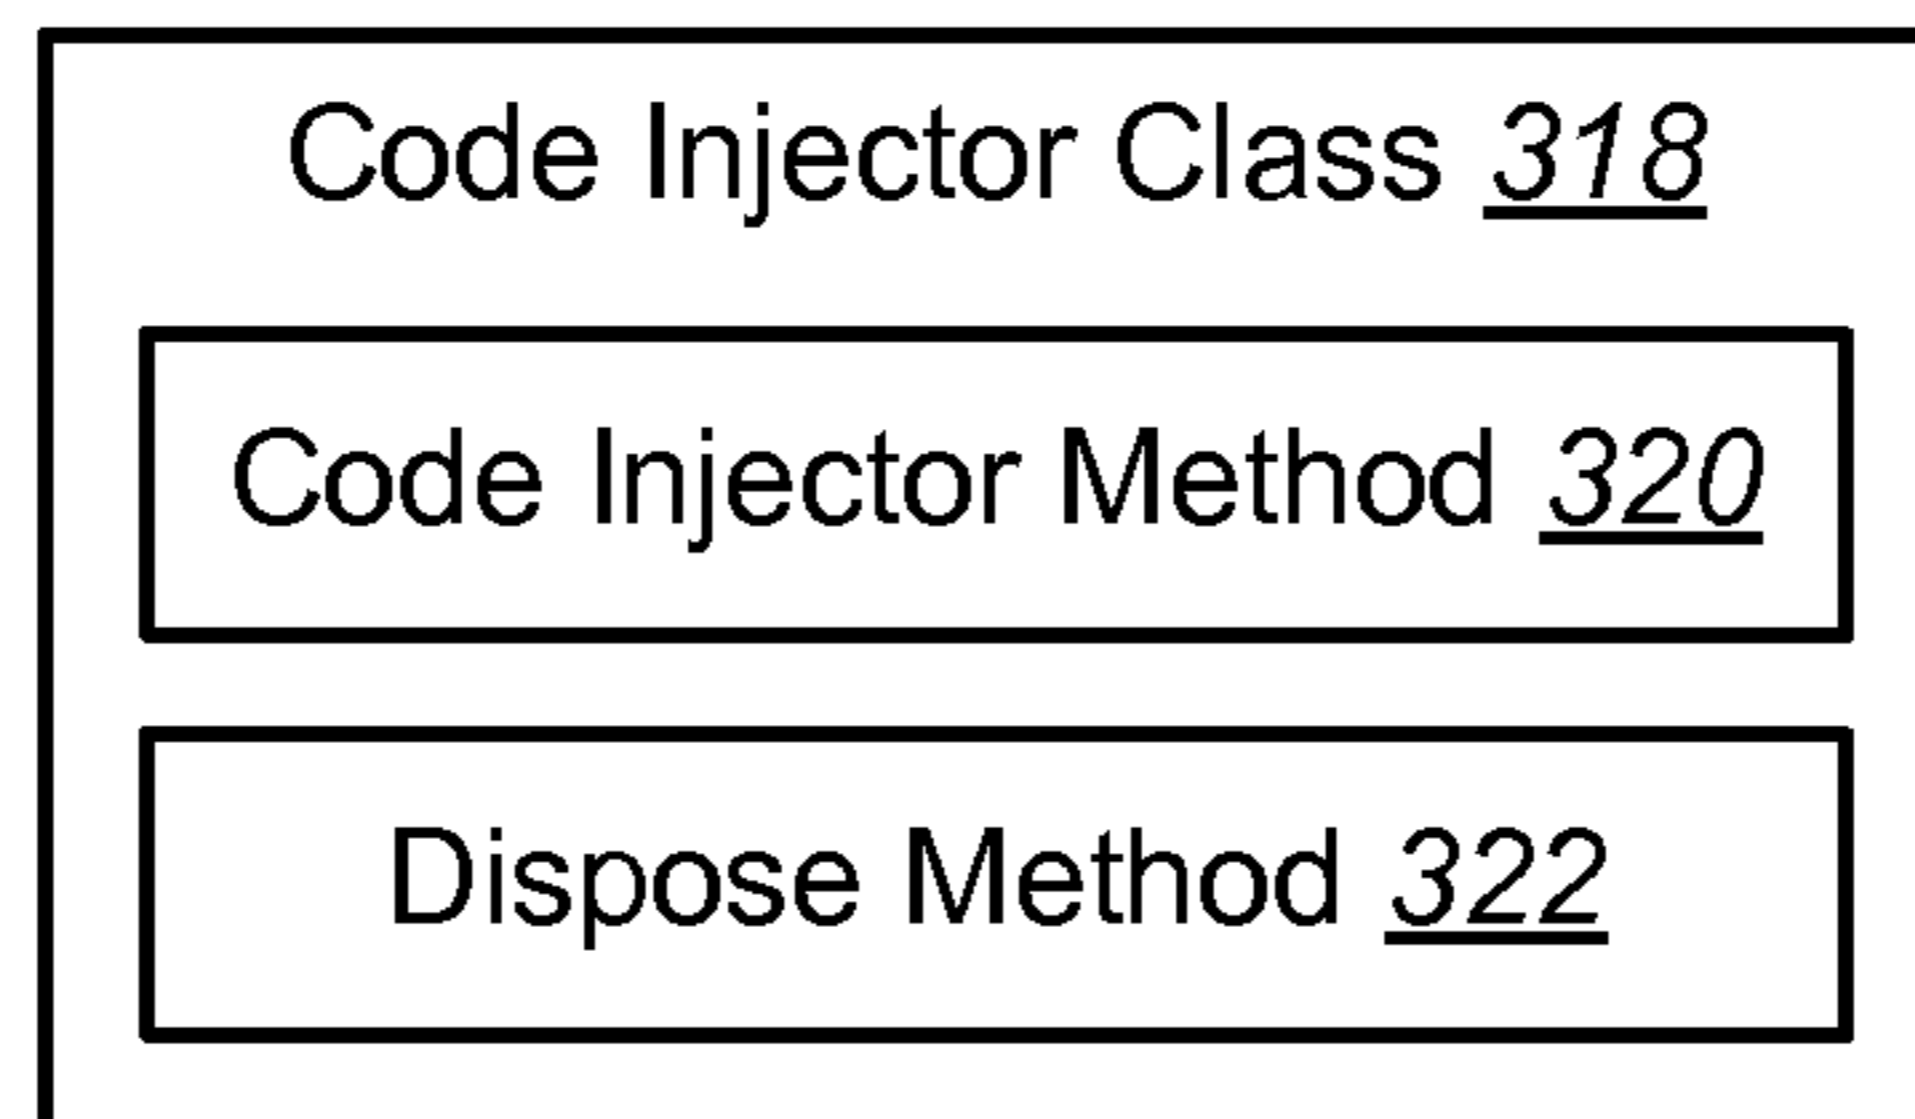 Code Injector Class 318
Code Injector Method 320
Dispose Method 322